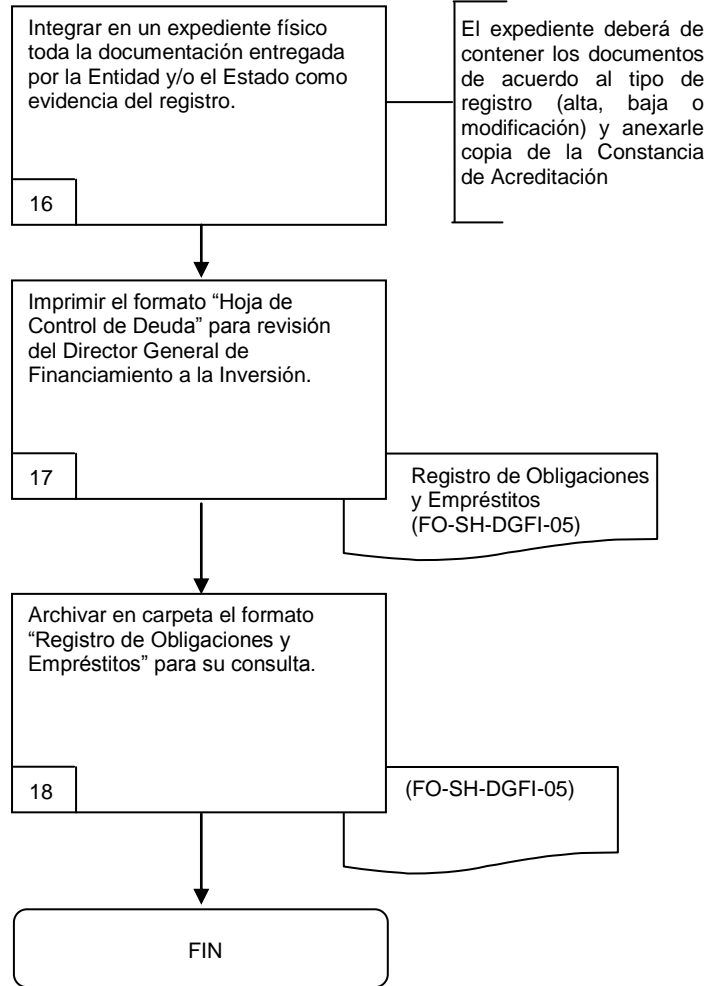 Integrar en un expediente físico
toda la documentación entregada
por la Entidad y/o el Estado como
evidencia del registro.
16
El expediente deberá de
contener los documentos
de acuerdo al tipo de
registro (alta, baja o
modificación) y anexarle
copia de la Constancia
de Acreditación
Imprimir el formato “Hoja de
Control de Deuda” para revisión
del Director General de
Financiamiento a la Inversión.
17
Registro de Obligaciones
y Empréstitos
(FO-SH-DGFI-05)
Archivar en carpeta el formato
“Registro de Obligaciones y
Empréstitos” para su consulta.
18
(FO-SH-DGFI-05)
FIN